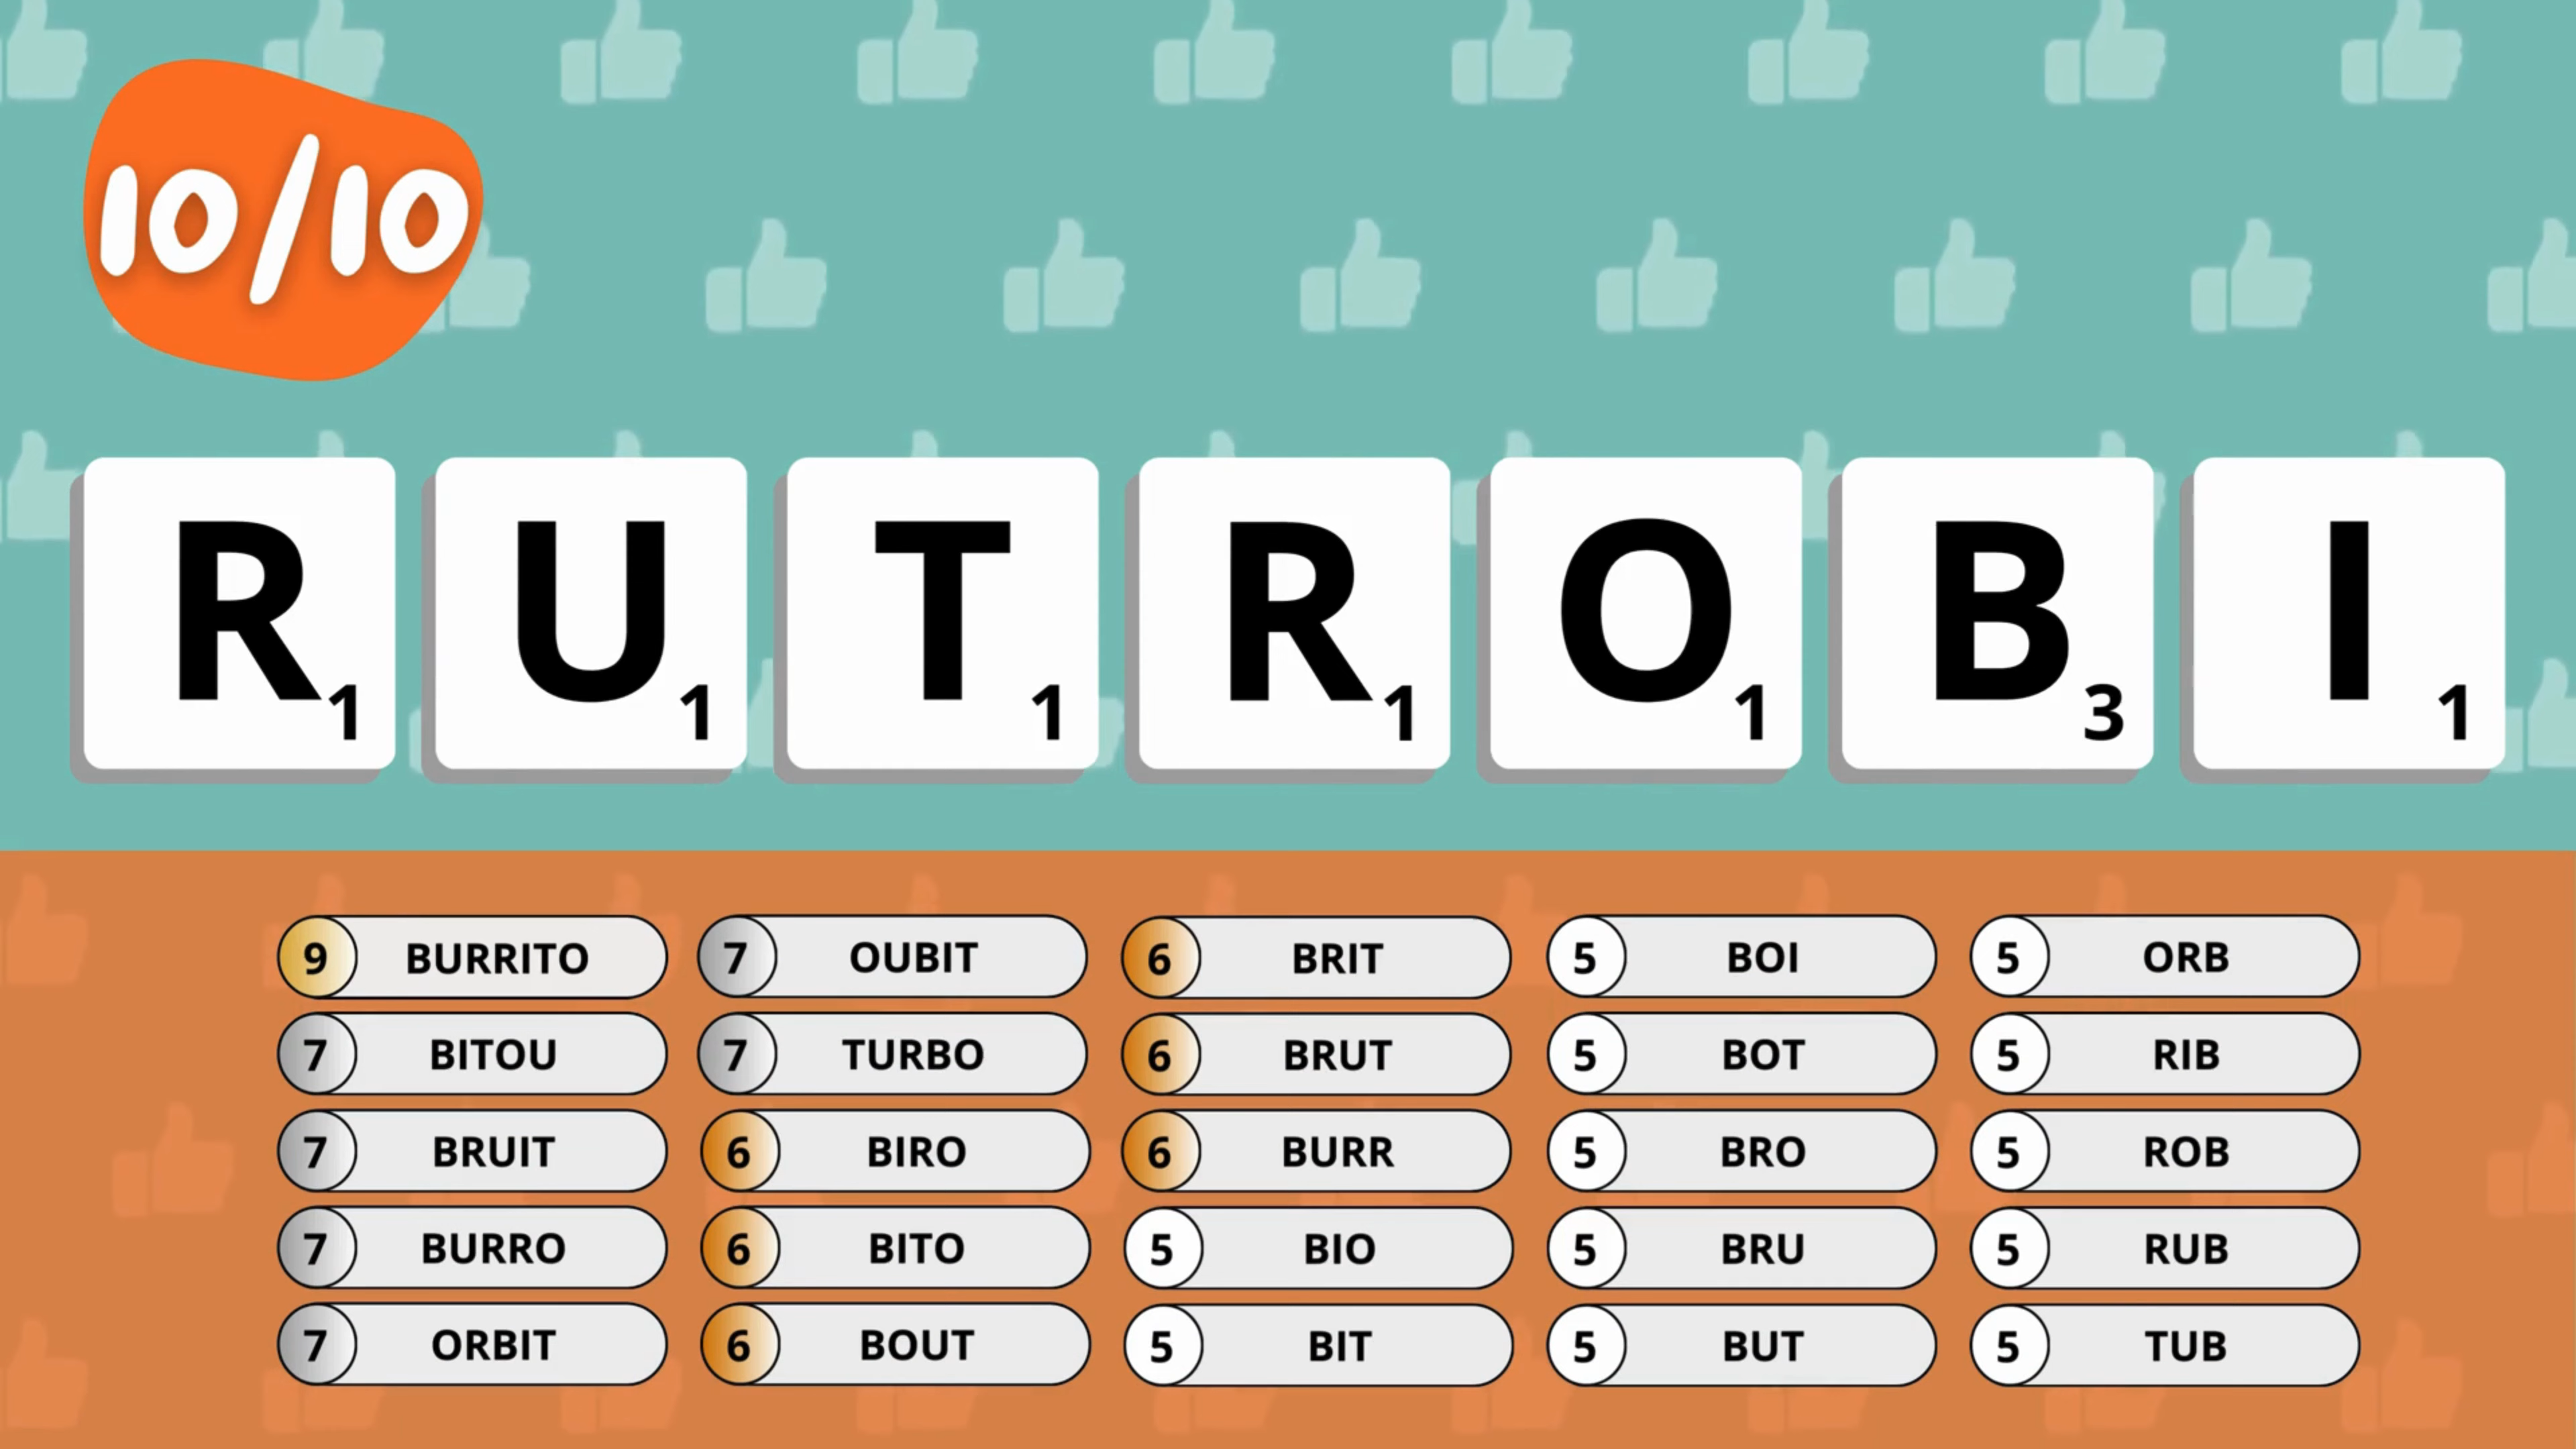 10/10
R1 U1 T1 R1 O1 B3 I1
9 BURRITO
7 BITOU
7 BRUIT
7 BURRO
7 ORBIT
7 OUBIT
7 TURBO
6 BIRO
6 BITO
6 BOUT
6 BRIT
6 BRUT
6 BURR
5 BIO
5 BIT
5 BOI
5 BOT
5 BRO
5 BRU
5 BUT
5 ORB
5 RIB
5 ROB
5 RUB
5 TUB